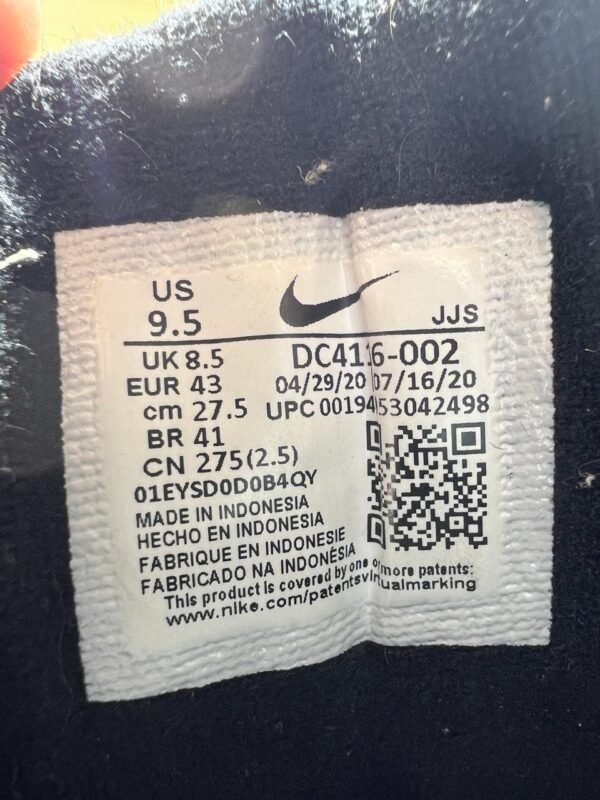 US
9.5
JJS
UK 8.5
DC4116-002
EUR 43
04/29/20 07/16/20
cm 27.5
UPC 00194953042498
BR 41
CN 275(2.5)
01EYSD0D0B4QY
MADE IN INDONESIA
HECHO EN INDONESIA
FABRIQUE EN INDONESIE
FABRICADO NA INDONÉSIA
This product is covered by one or more patents:
www.nike.com/patentsvirtualmarking